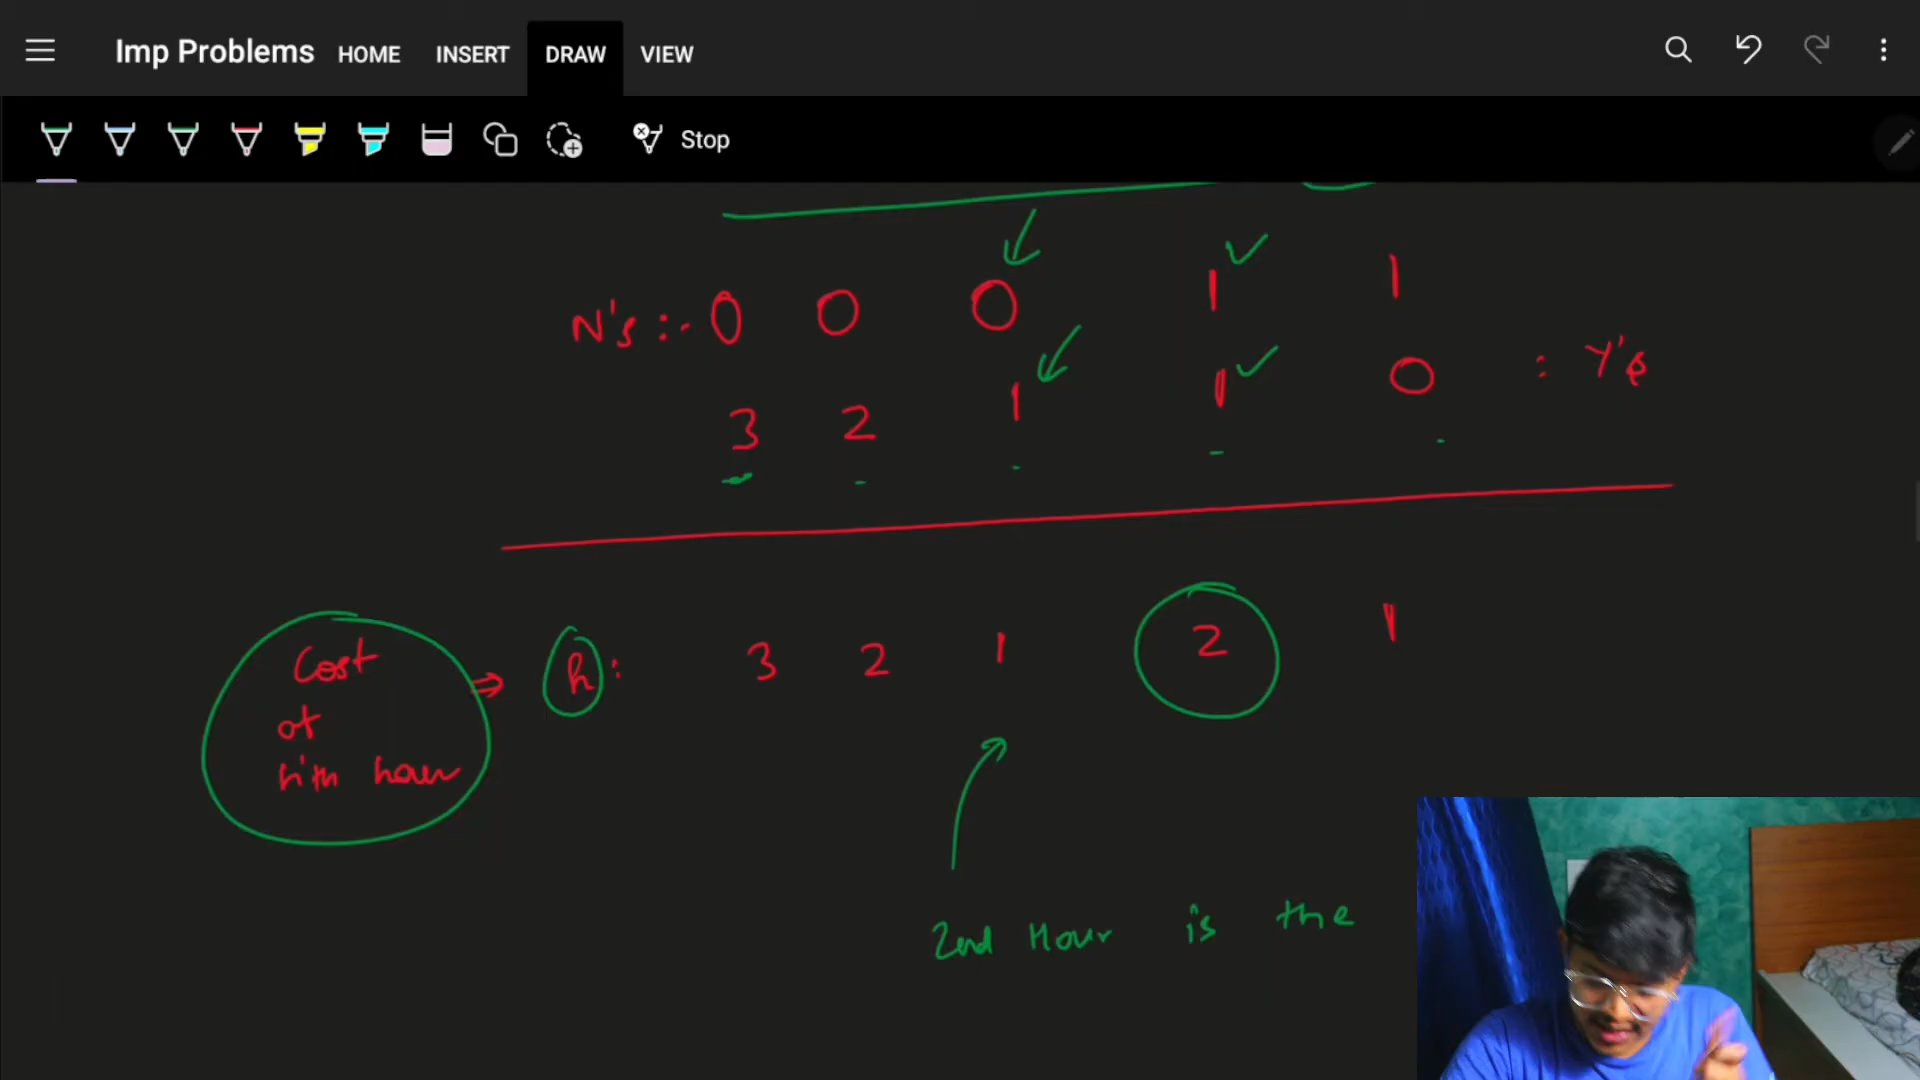 Imp Problems HOME INSERT DRAW VIEW
Stop
N's :- 0 0 0 1 1
3 2 1 1 0 : Y's
Cost
at
h'th hour
⇒ h: 3 2 1 2 1
2nd Hour is the